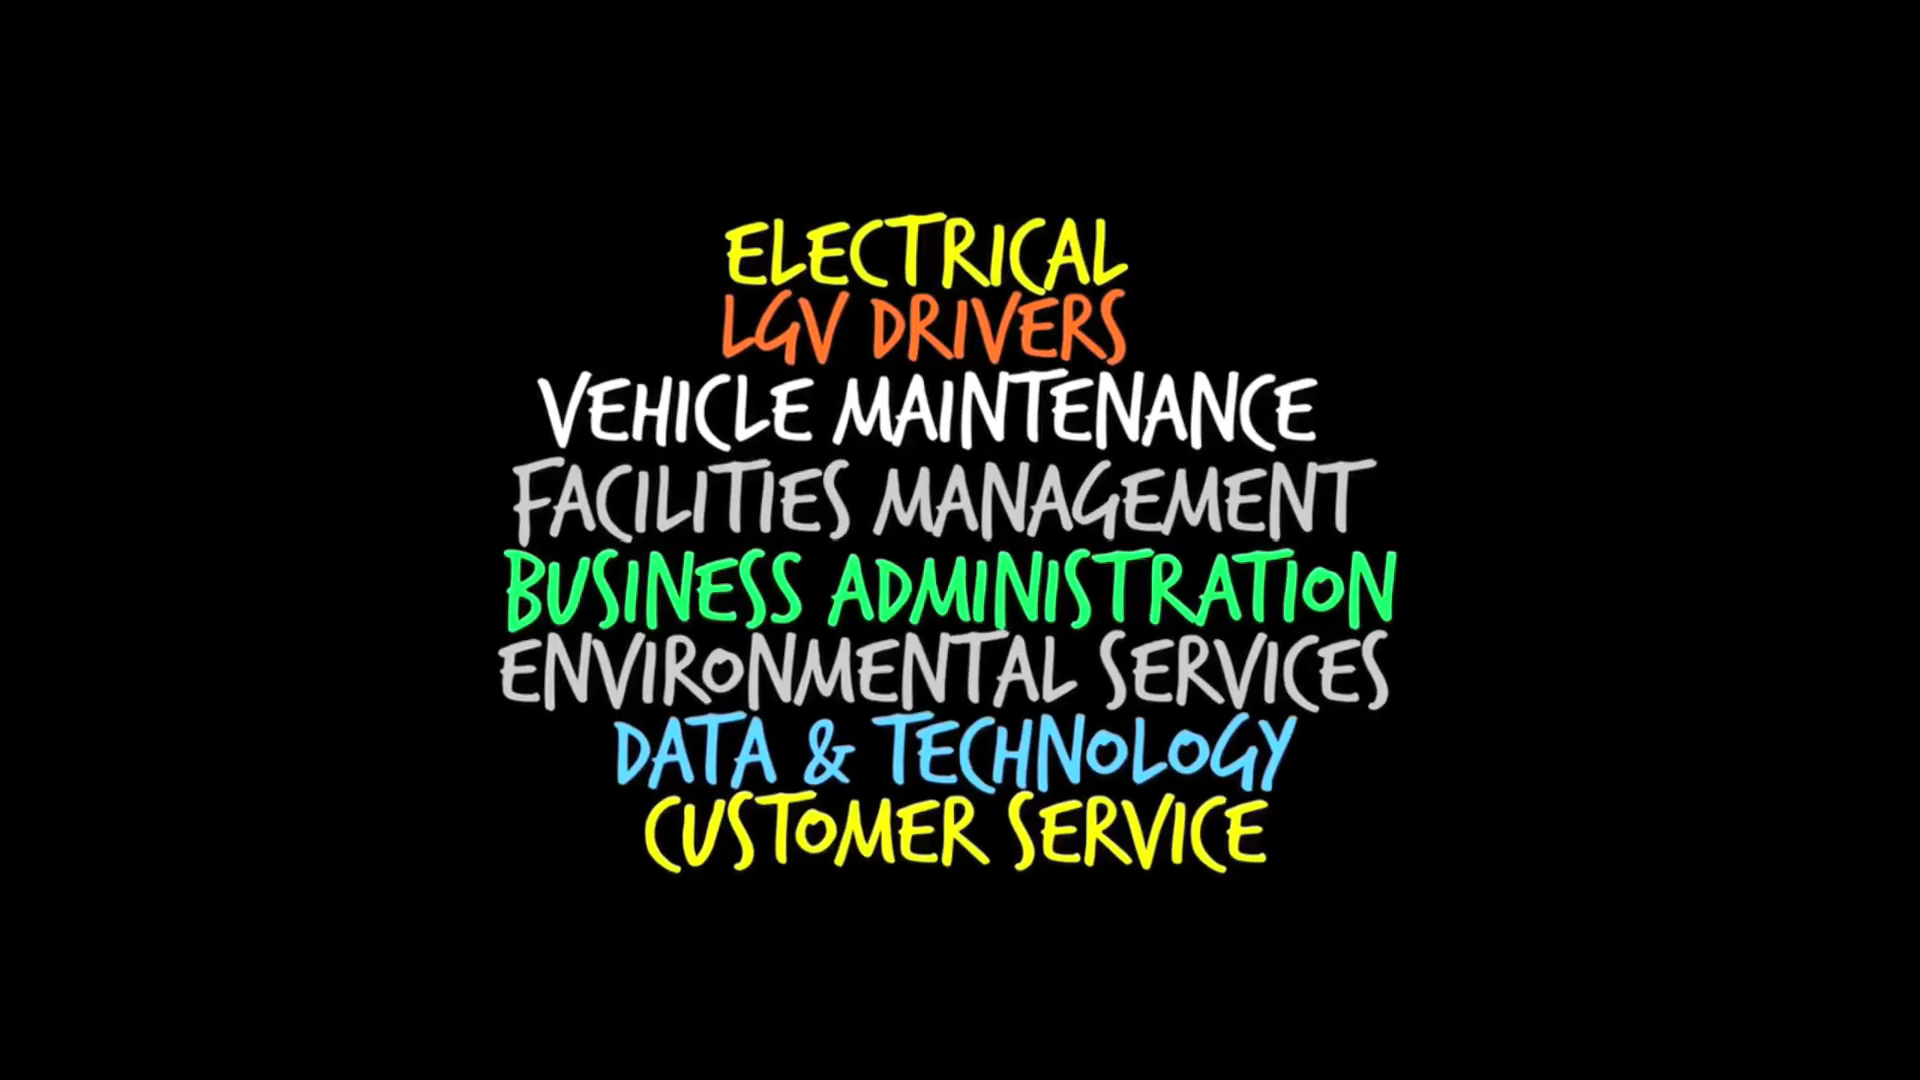 ELECTRICAL
LGV DRIVERS
VEHICLE MAINTENANCE
FACILITIES MANAGEMENT
BUSINESS ADMINISTRATION
ENVIRONMENTAL SERVICES
DATA & TECHNOLOGY
CUSTOMER SERVICE